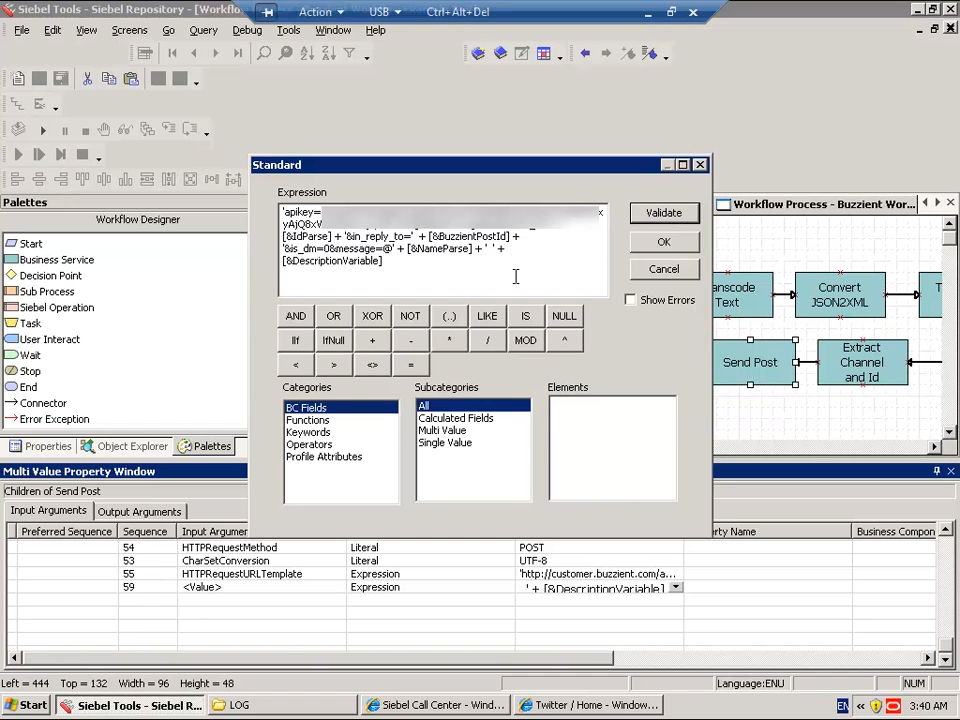 Siebel Tools - Siebel Repository - [Workflow
Action
USB
Ctrl+Alt+Del
File
Edit
View
Screens
Go
Query
Debug
Tools
Window
Help
Palettes
Workflow Designer
Start
Business Service
Decision Point
Sub Process
Siebel Operation
Task
User Interact
Wait
Stop
End
Connector
Error Exception
Properties
Object Explorer
Palettes
Standard
Expression
'apikey=
yAjQ8xV
[&IdParse] + '&in_reply_to=' + [&BuzzientPostId] +
'&is_dm=0&message=@' + [&NameParse] + ' ' +
[&DescriptionVariable]
Validate
OK
Cancel
Show Errors
AND
OR
XOR
NOT
(..)
LIKE
IS
NULL
IIf
IfNull
+
-
*
/
MOD
^
<
>
<>
=
Categories
BC Fields
Functions
Keywords
Operators
Profile Attributes
Subcategories
All
Calculated Fields
Multi Value
Single Value
Elements
Workflow Process - Buzzient Wor...
Text
Convert
JSON2XML
Send Post
Extract
Channel
and Id
Multi Value Property Window
Children of Send Post
Input Arguments
Output Arguments
Preferred Sequence
Sequence
Input Argumen
Business Compon
54 HTTPRequestMethod Literal POST
53 CharSetConversion Literal UTF-8
55 HTTPRequestURLTemplate Expression 'http://customer.buzzient.com/a...
59 <Value> Expression ' + [&DescriptionVariable]
Left = 444
Top = 132
Width = 96
Height = 48
Language:ENU
NUM
Start
Siebel Tools - Siebel R...
LOG
Siebel Call Center - Wind...
Twitter / Home - Window...
EN
3:40 AM